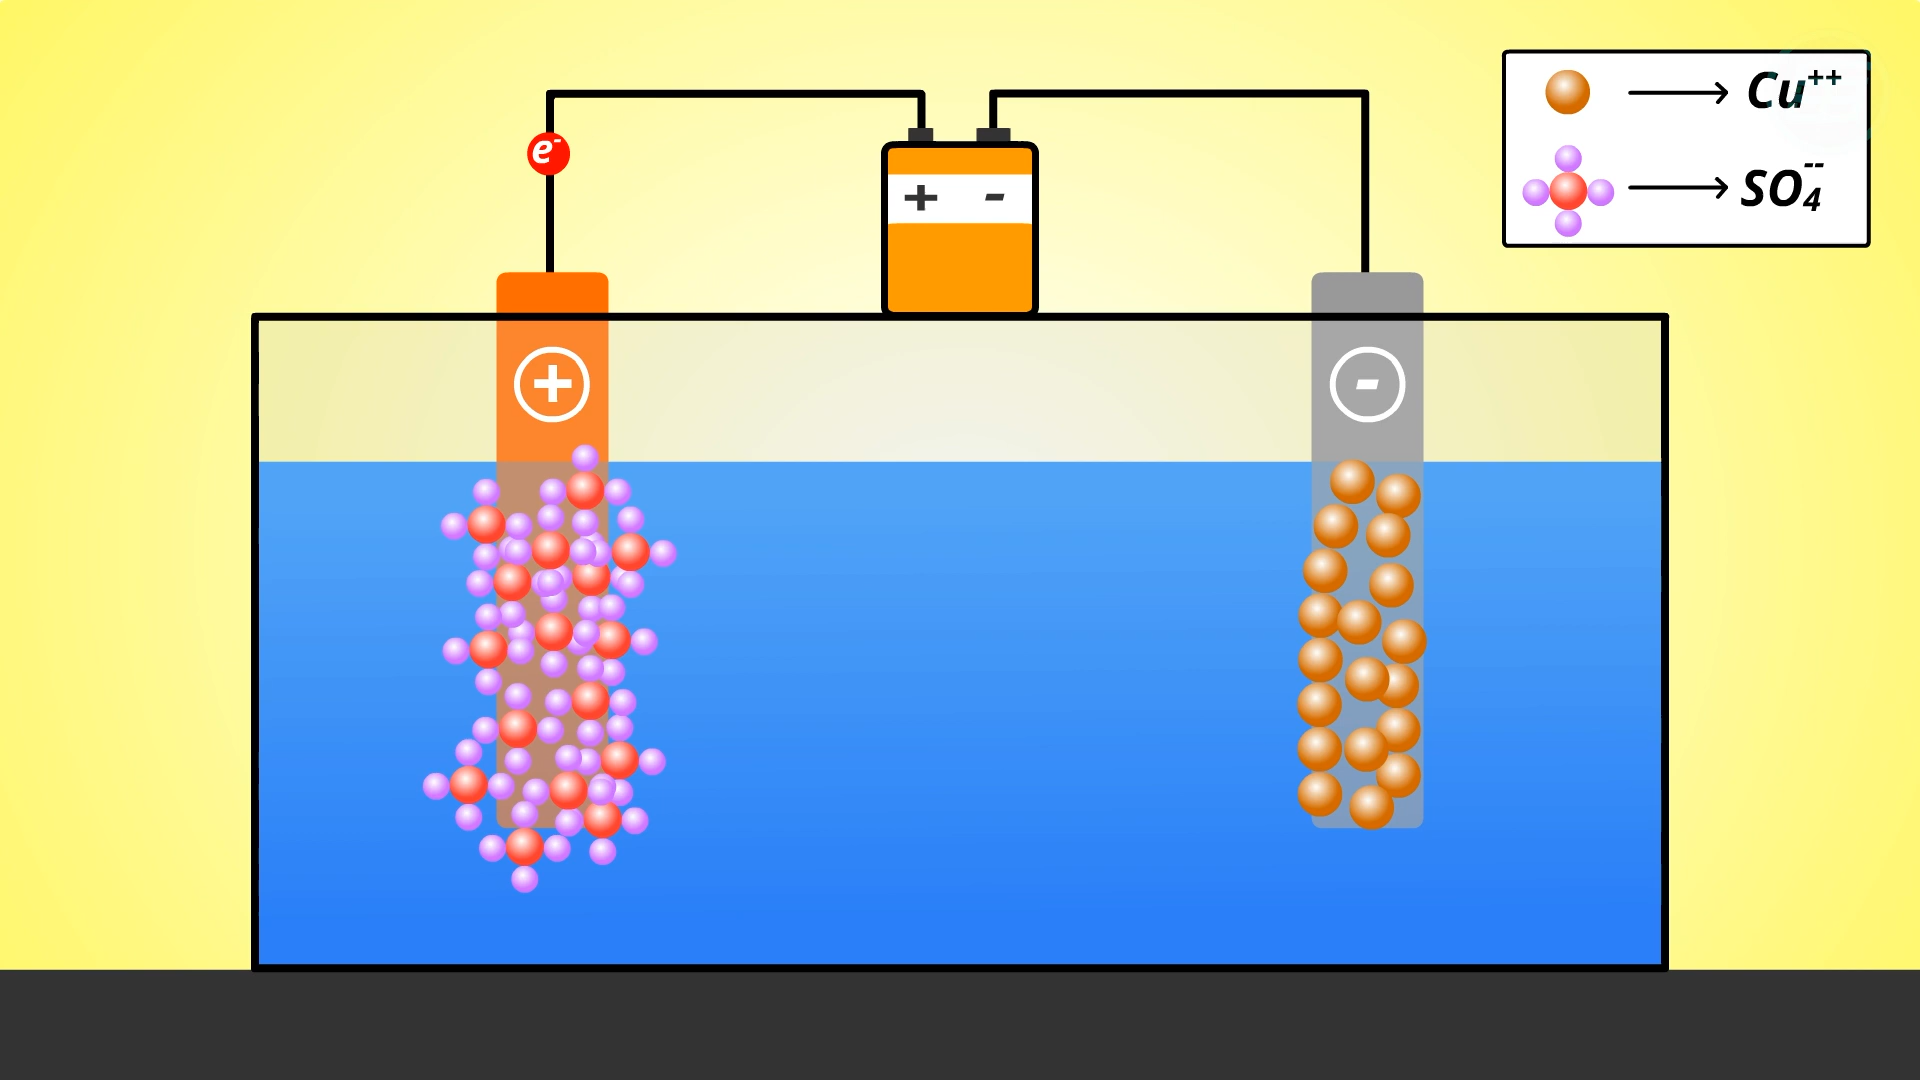 e-
+ -
Cu++
SO4--
+
-